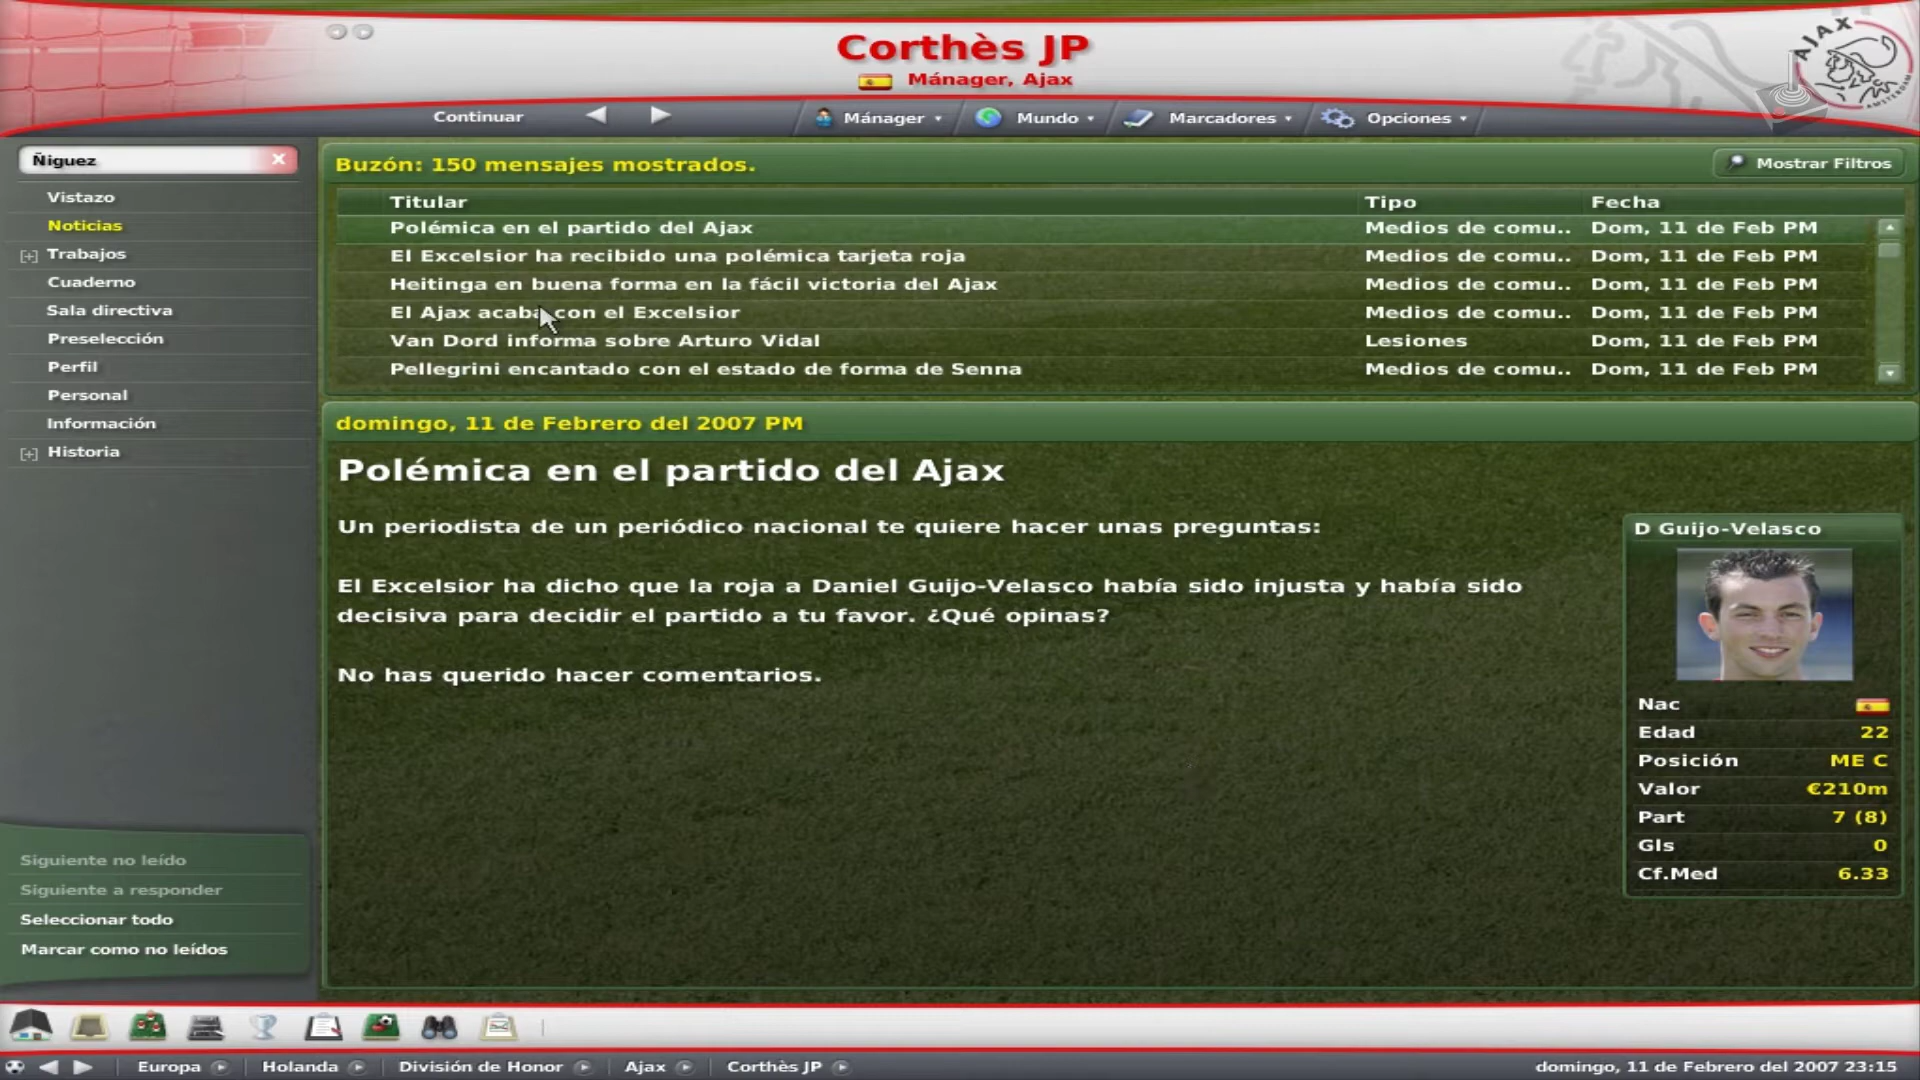 Corthès JP
Mánager, Ajax
AJAX
AMSTERDAM
Continuar
Mánager
Mundo
Marcadores
Opciones
Ñiguez
Vistazo
Noticias
[+] Trabajos
Cuaderno
Sala directiva
Preselección
Perfil
Personal
Información
[+] Historia
Siguiente no leído
Siguiente a responder
Seleccionar todo
Marcar como no leídos
Buzón: 150 mensajes mostrados.
Mostrar Filtros
Titular Tipo Fecha
Polémica en el partido del Ajax Medios de comu.. Dom, 11 de Feb PM
El Excelsior ha recibido una polémica tarjeta roja Medios de comu.. Dom, 11 de Feb PM
Heitinga en buena forma en la fácil victoria del Ajax Medios de comu.. Dom, 11 de Feb PM
El Ajax acaba con el Excelsior Medios de comu.. Dom, 11 de Feb PM
Van Dord informa sobre Arturo Vidal Lesiones Dom, 11 de Feb PM
Pellegrini encantado con el estado de forma de Senna Medios de comu.. Dom, 11 de Feb PM
domingo, 11 de Febrero del 2007 PM
Polémica en el partido del Ajax
Un periodista de un periódico nacional te quiere hacer unas preguntas:
El Excelsior ha dicho que la roja a Daniel Guijo-Velasco había sido injusta y había sido
decisiva para decidir el partido a tu favor. ¿Qué opinas?
No has querido hacer comentarios.
D Guijo-Velasco
Nac
Edad 22
Posición ME C
Valor €210m
Part 7 (8)
Gls 0
Cf.Med 6.33
Europa
Holanda
División de Honor
Ajax
Corthès JP
domingo, 11 de Febrero del 2007 23:15